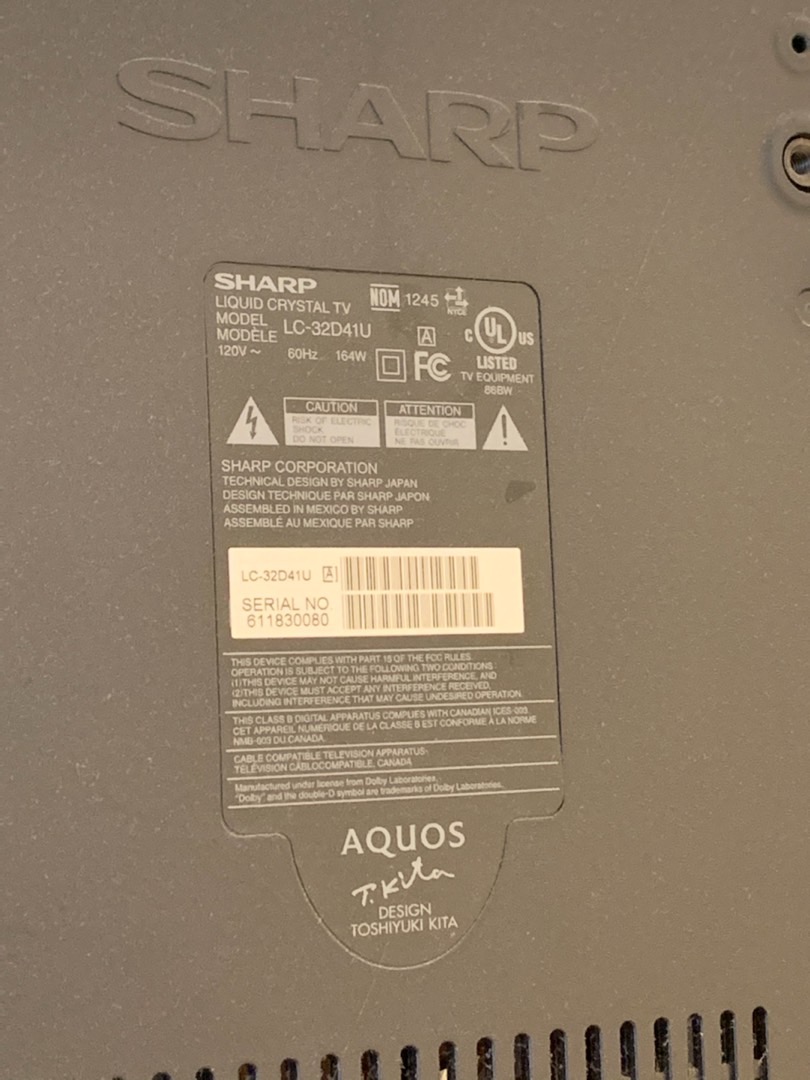 SHARP
SHARP
LIQUID CRYSTAL TV
MODEL
MODÈLE LC-32D41U
120V ~ 60Hz 164W
NOM 1245 NYCE
A
FC
C UL US
LISTED
TV EQUIPMENT
86BW
CAUTION
RISK OF ELECTRIC
SHOCK
DO NOT OPEN
ATTENTION
RISQUE DE CHOC
ELECTRIQUE
NE PAS OUVRIR
SHARP CORPORATION
TECHNICAL DESIGN BY SHARP JAPAN
DESIGN TECHNIQUE PAR SHARP JAPON
ASSEMBLED IN MEXICO BY SHARP
ASSEMBLÉ AU MEXIQUE PAR SHARP
LC-32D41U A
SERIAL NO.
611830080
THIS DEVICE COMPLIES WITH PART 15 OF THE FCC RULES
OPERATION IS SUBJECT TO THE FOLLOWING TWO CONDITIONS:
(1)THIS DEVICE MAY NOT CAUSE HARMFUL INTERFERENCE, AND
(2)THIS DEVICE MUST ACCEPT ANY INTERFERENCE RECEIVED,
INCLUDING INTERFERENCE THAT MAY CAUSE UNDESIRED OPERATION.
THIS CLASS B DIGITAL APPARATUS COMPLIES WITH CANADIAN ICES-003.
CET APPAREIL NUMÉRIQUE DE LA CLASSE B EST CONFORME À LA NORME
NMB-003 DU CANADA.
CABLE COMPATIBLE TELEVISION APPARATUS-
TÉLÉVISION CÂBLOCOMPATIBLE, CANADA
Manufactured under license from Dolby Laboratories.
"Dolby" and the double-D symbol are trademarks of Dolby Laboratories.
AQUOS
T. Kita
DESIGN
TOSHIYUKI KITA